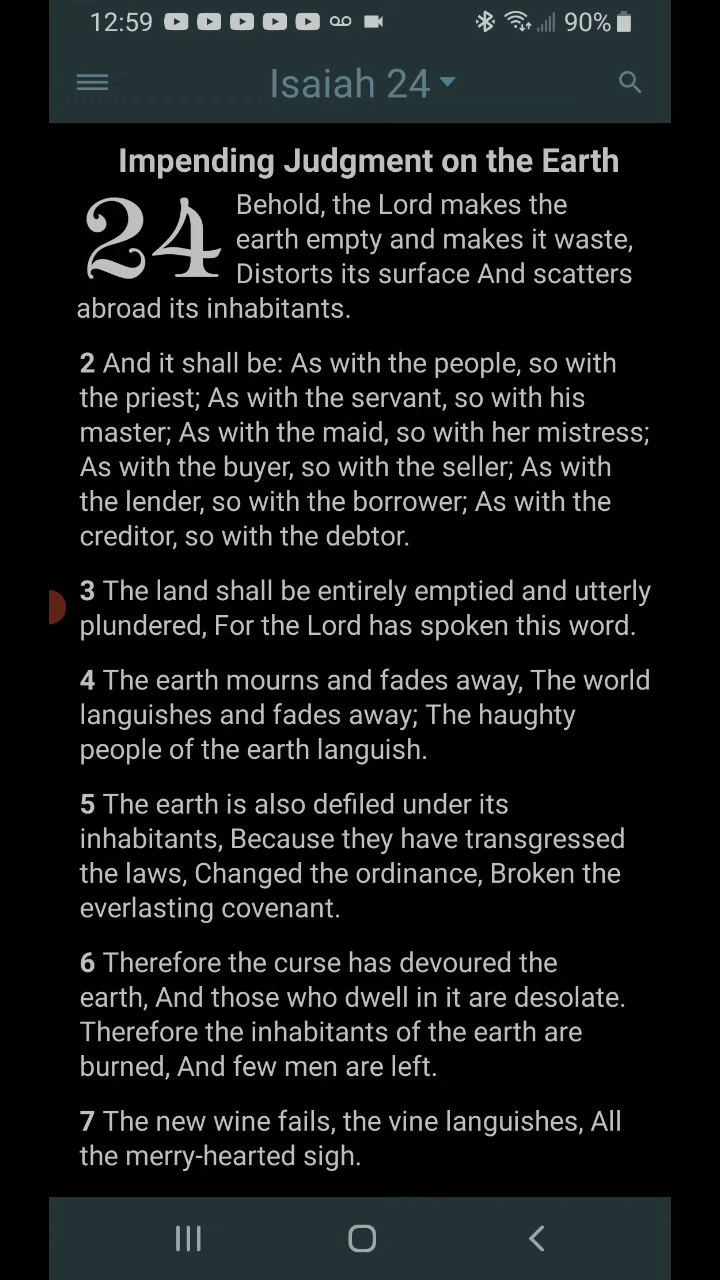 12:59 90%
Isaiah 24
Impending Judgment on the Earth
24 Behold, the Lord makes the
earth empty and makes it waste,
Distorts its surface And scatters
abroad its inhabitants.
2 And it shall be: As with the people, so with
the priest; As with the servant, so with his
master; As with the maid, so with her mistress;
As with the buyer, so with the seller; As with
the lender, so with the borrower; As with the
creditor, so with the debtor.
3 The land shall be entirely emptied and utterly
plundered, For the Lord has spoken this word.
4 The earth mourns and fades away, The world
languishes and fades away; The haughty
people of the earth languish.
5 The earth is also defiled under its
inhabitants, Because they have transgressed
the laws, Changed the ordinance, Broken the
everlasting covenant.
6 Therefore the curse has devoured the
earth, And those who dwell in it are desolate.
Therefore the inhabitants of the earth are
burned, And few men are left.
7 The new wine fails, the vine languishes, All
the merry-hearted sigh.